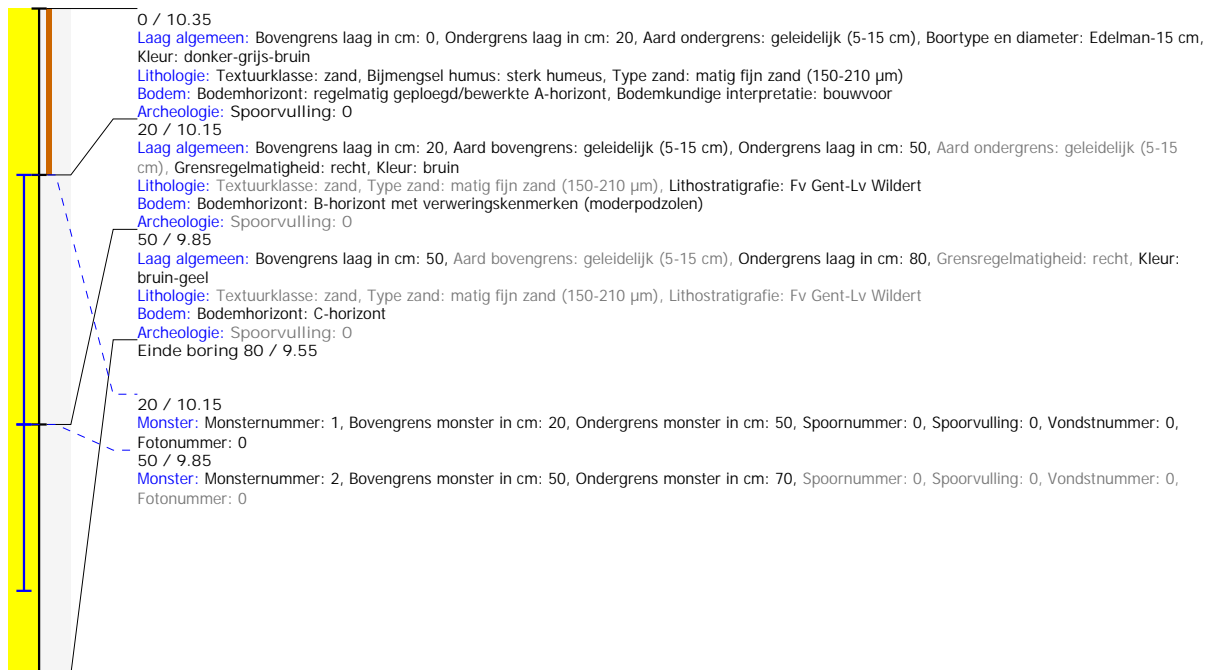 0 / 10.35
Laag algemeen: Bovengrens laag in cm: 0, Ondergrens laag in cm: 20, Aard ondergrens: geleidelijk (5-15 cm), Boortype en diameter: Edelman-15 cm,
Kleur: donker-grijs-bruin
Lithologie: Textuurklasse: zand, Bijmengsel humus: sterk humeus, Type zand: matig fijn zand (150-210 µm)
Bodem: Bodemhorizont: regelmatig geploegd/bewerkte A-horizont, Bodemkundige interpretatie: bouwvoor
Archeologie: Spoorvulling: 0
20 / 10.15
Laag algemeen: Bovengrens laag in cm: 20, Aard bovengrens: geleidelijk (5-15 cm), Ondergrens laag in cm: 50, Aard ondergrens: geleidelijk (5-15
cm), Grensregelmatigheid: recht, Kleur: bruin
Lithologie: Textuurklasse: zand, Type zand: matig fijn zand (150-210 µm), Lithostratigrafie: Fv Gent-Lv Wildert
Bodem: Bodemhorizont: B-horizont met verweringskenmerken (moderpodzolen)
Archeologie: Spoorvulling: 0
50 / 9.85
Laag algemeen: Bovengrens laag in cm: 50, Aard bovengrens: geleidelijk (5-15 cm), Ondergrens laag in cm: 80, Grensregelmatigheid: recht, Kleur:
bruin-geel
Lithologie: Textuurklasse: zand, Type zand: matig fijn zand (150-210 µm), Lithostratigrafie: Fv Gent-Lv Wildert
Bodem: Bodemhorizont: C-horizont
Archeologie: Spoorvulling: 0
Einde boring 80 / 9.55
20 / 10.15
Monster: Monsternummer: 1, Bovengrens monster in cm: 20, Ondergrens monster in cm: 50, Spoornummer: 0, Spoorvulling: 0, Vondstnummer: 0,
Fotonummer: 0
50 / 9.85
Monster: Monsternummer: 2, Bovengrens monster in cm: 50, Ondergrens monster in cm: 70, Spoornummer: 0, Spoorvulling: 0, Vondstnummer: 0,
Fotonummer: 0